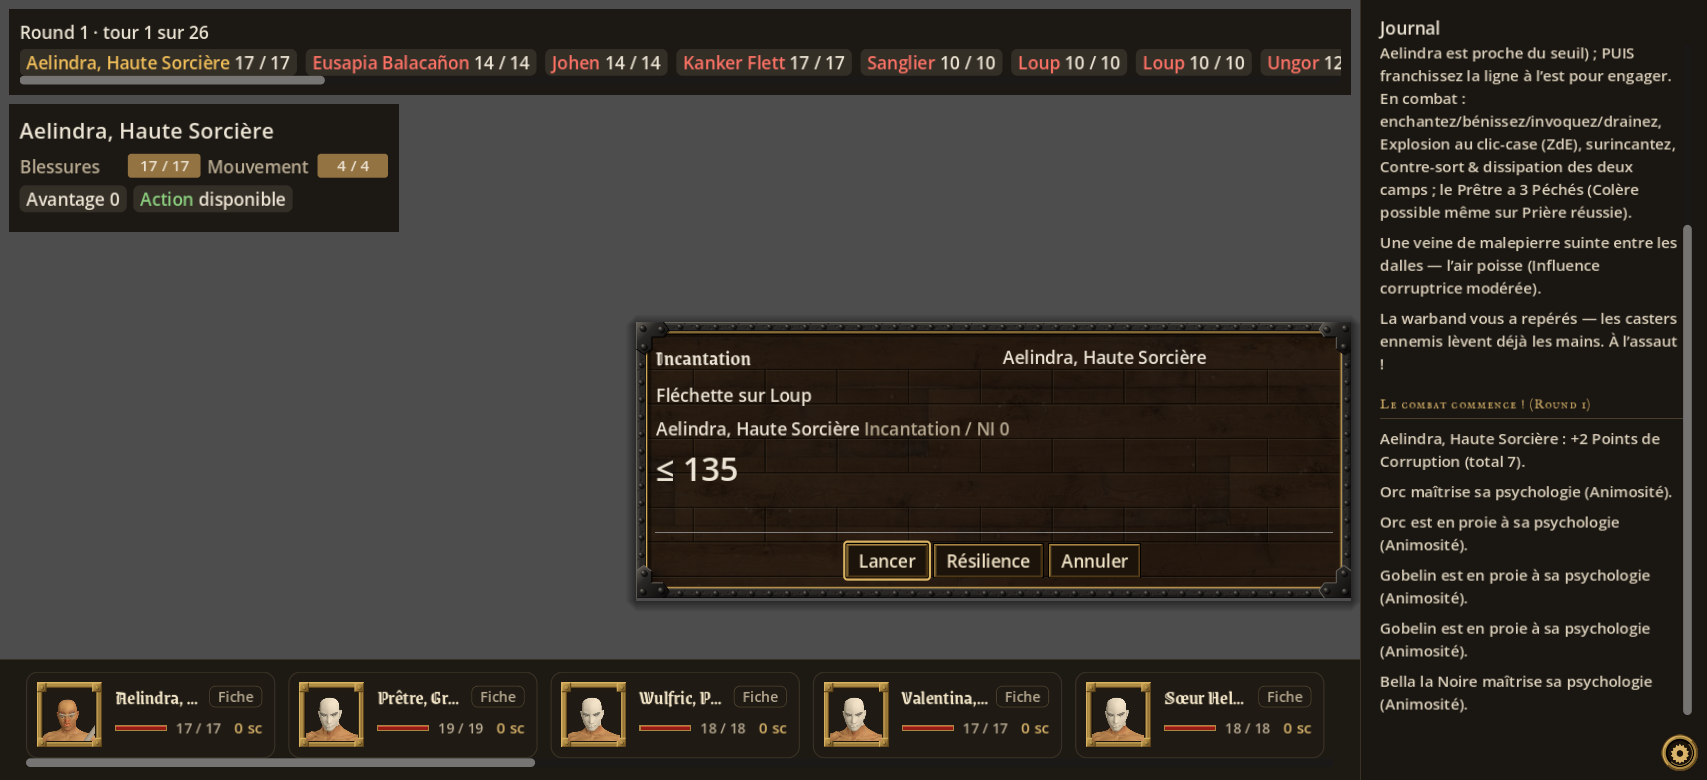 Round 1 · tour 1 sur 26
Aelindra, Haute Sorcière 17 / 17 Eusapia Balacañon 14 / 14 Johen 14 / 14 Kanker Flett 17 / 17 Sanglier 10 / 10 Loup 10 / 10 Loup 10 / 10 Ungor 12
Aelindra, Haute Sorcière
Blessures 17 / 17 Mouvement 4 / 4
Avantage 0 Action disponible
Incantation Aelindra, Haute Sorcière
Fléchette sur Loup
Aelindra, Haute Sorcière Incantation / NI 0
≤ 135
Lancer Résilience Annuler
Aelindra, ... Fiche
17 / 17 0 sc
Prêtre, Gr... Fiche
19 / 19 0 sc
Wulfric, P... Fiche
18 / 18 0 sc
Valentina,... Fiche
17 / 17 0 sc
Sœur Hel... Fiche
18 / 18 0 sc
Journal
Aelindra est proche du seuil) ; PUIS
franchissez la ligne à l'est pour engager.
En combat :
enchantez/bénissez/invoquez/drainez,
Explosion au clic-case (ZdE), surincantez,
Contre-sort & dissipation des deux
camps ; le Prêtre a 3 Péchés (Colère
possible même sur Prière réussie).
Une veine de malepierre suinte entre les
dalles — l'air poisse (Influence
corruptrice modérée).
La warband vous a repérés — les casters
ennemis lèvent déjà les mains. À l'assaut
!
Le combat commence ! (Round 1)
Aelindra, Haute Sorcière : +2 Points de
Corruption (total 7).
Orc maîtrise sa psychologie (Animosité).
Orc est en proie à sa psychologie
(Animosité).
Gobelin est en proie à sa psychologie
(Animosité).
Gobelin est en proie à sa psychologie
(Animosité).
Bella la Noire maîtrise sa psychologie
(Animosité).